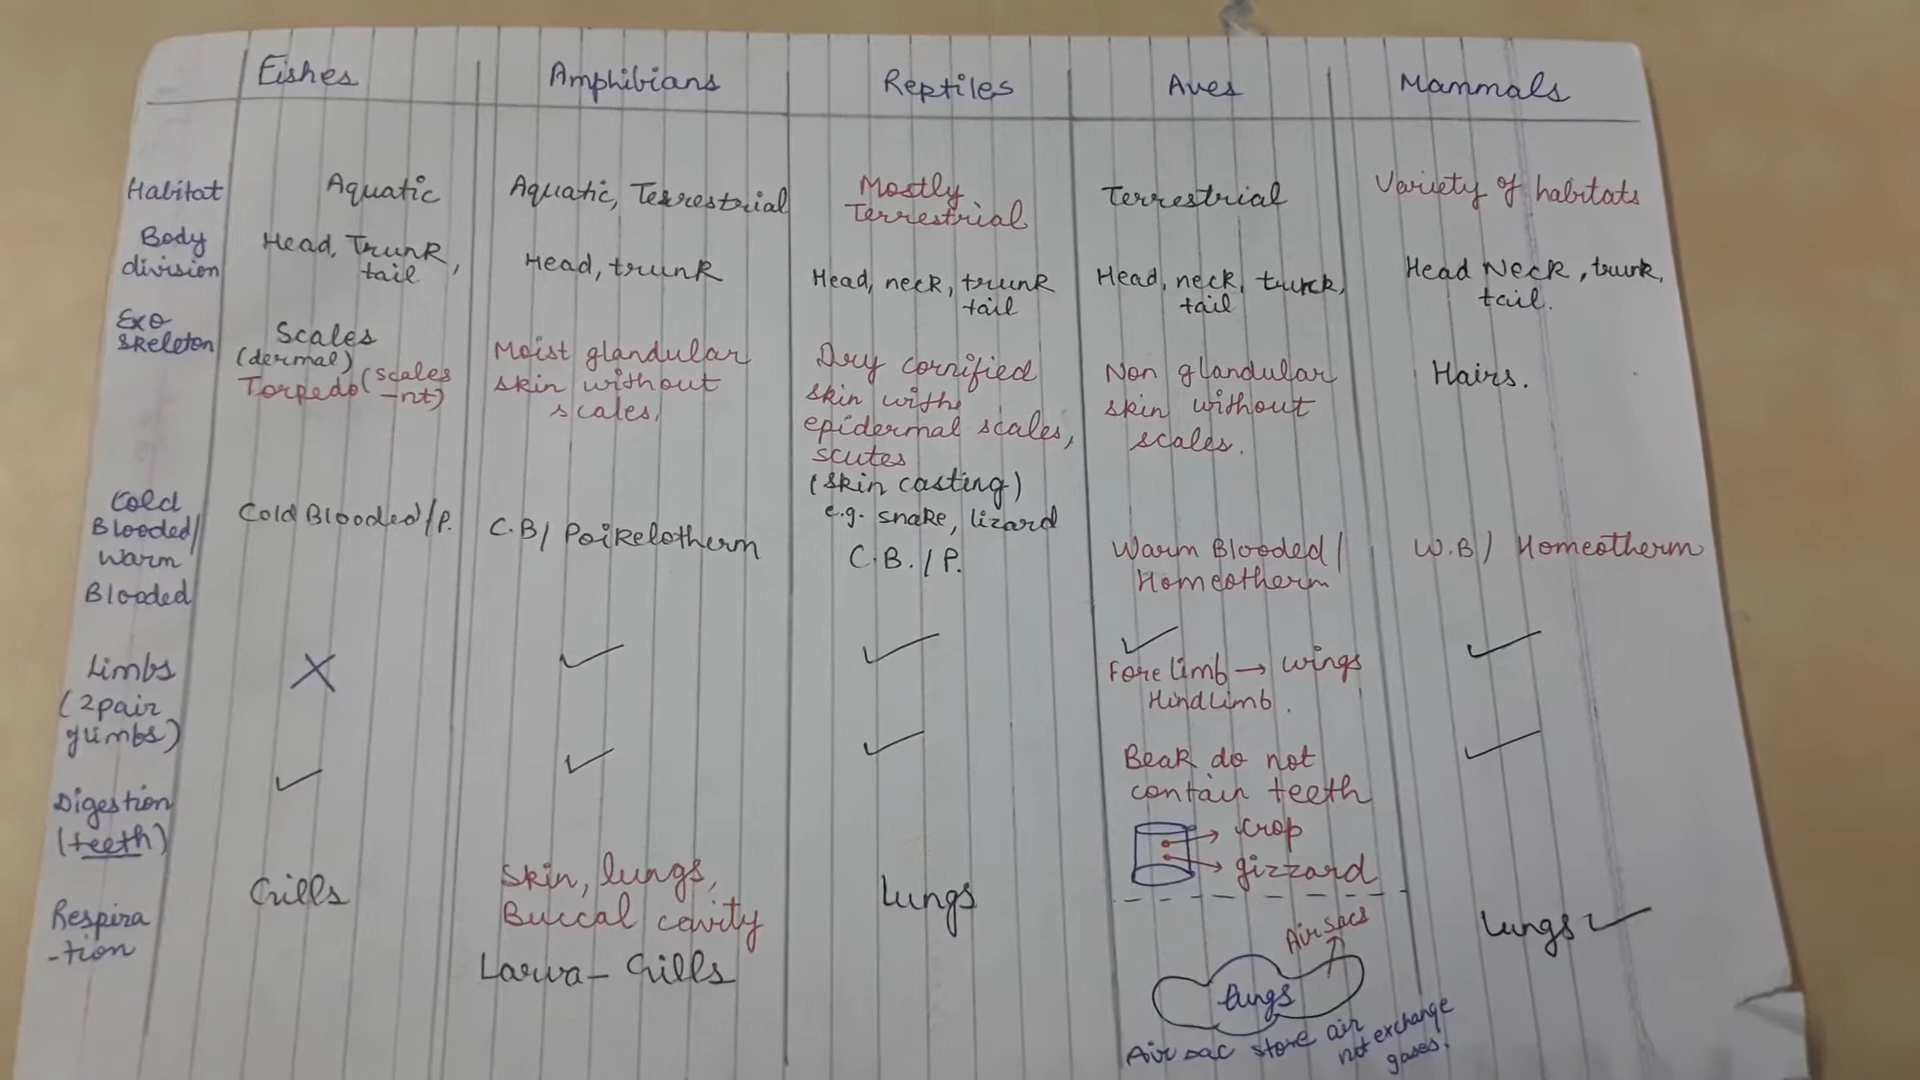 Fishes Amphibians Reptiles Aves Mammals
Habitat Aquatic Aquatic, Terrestrial Mostly Terrestrial Terrestrial Variety of habitats
Body division Head, Trunk, tail Head, trunk Head, neck, trunk tail Head, neck, trunk, tail Head Neck, trunk, tail.
Exo skeleton Scales (dermal) Torpedo (scales -nt) Moist glandular skin without scales. Dry cornified skin with epidermal scales, scutes (skin casting) e.g. snake, lizard Non glandular skin without scales. Hairs.
Cold Blooded/ Warm Blooded Cold Blooded/P. C.B/ Poikelotherm C.B./P. Warm Blooded/ Homeotherm W.B/ Homeotherm
Limbs (2pair limbs) X ✓ ✓ ✓ Fore limb → wings Hindlimb. ✓
Digestion (teeth) ✓ ✓ ✓ Beak do not contain teeth ✓
→ crop
→ gizzard
Respira -tion Gills Skin, lungs, Buccal cavity Lungs Lungs ✓
Larva - Gills
Air sacs
lungs
Air sac store air not exchange gases.